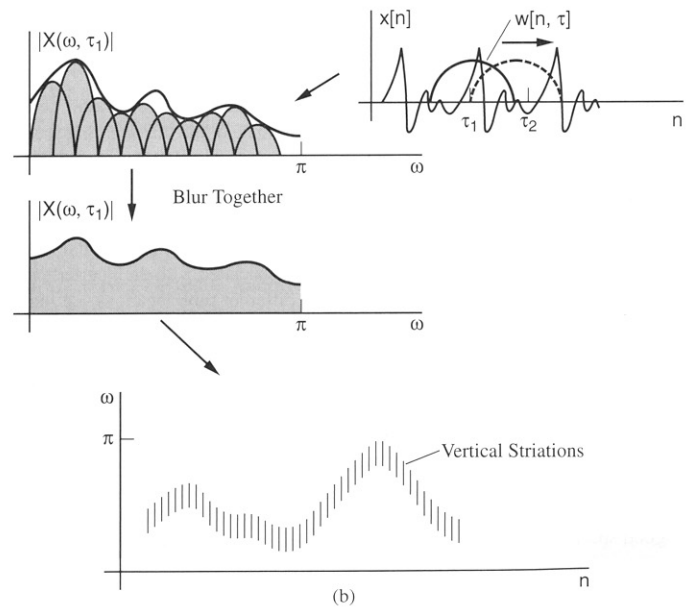 |X(ω, τ₁)|
x[n]
w[n, τ]
τ₁
τ₂
n
π
ω
Blur Together
|X(ω, τ₁)|
π
ω
ω
π
Vertical Striations
n
(b)